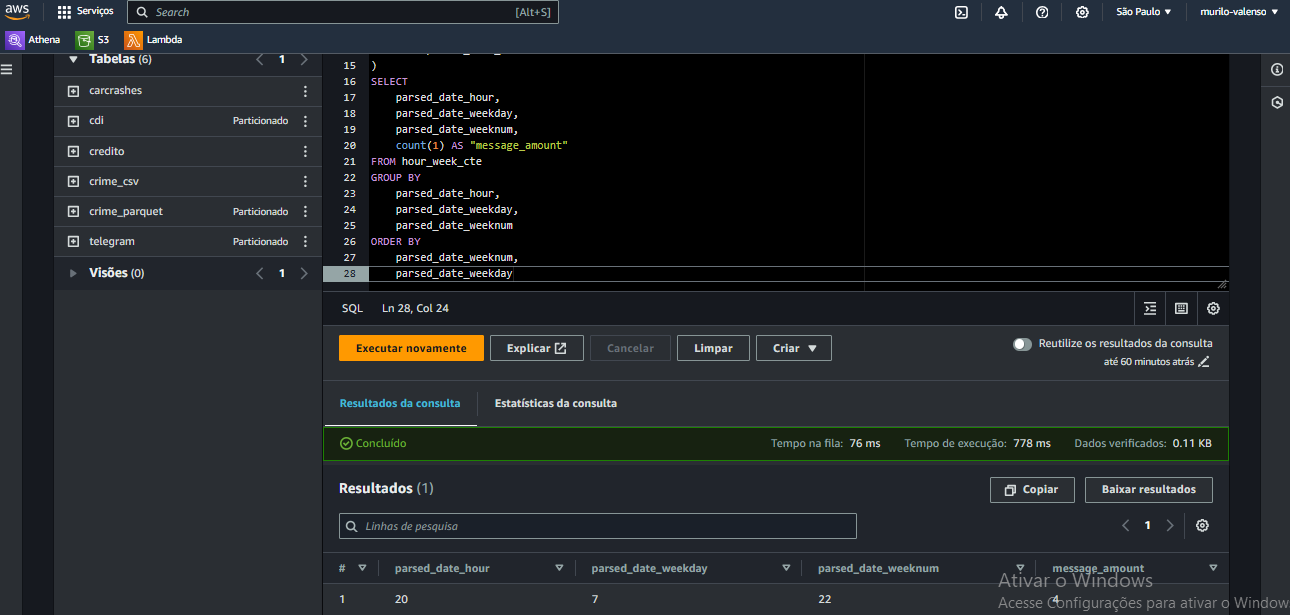 aws Serviços Search [Alt+S] São Paulo murilo-valenso
Athena S3 Lambda
Tabelas (6) 1
carcrashes
cdi Particionado
credito
crime_csv
crime_parquet Particionado
telegram Particionado
Visões (0) 1
15 )
16 SELECT
17 parsed_date_hour,
18 parsed_date_weekday,
19 parsed_date_weeknum,
20 count(1) AS "message_amount"
21 FROM hour_week_cte
22 GROUP BY
23 parsed_date_hour,
24 parsed_date_weekday,
25 parsed_date_weeknum
26 ORDER BY
27 parsed_date_weeknum,
28 parsed_date_weekday
SQL Ln 28, Col 24
Executar novamente Explicar Cancelar Limpar Criar
Reutilize os resultados da consulta
até 60 minutos atrás
Resultados da consulta Estatísticas da consulta
Concluído Tempo na fila: 76 ms Tempo de execução: 778 ms Dados verificados: 0.11 KB
Resultados (1) Copiar Baixar resultados
Linhas de pesquisa 1
# parsed_date_hour parsed_date_weekday parsed_date_weeknum message_amount
1 20 7 22 4
Ativar o Windows
Acesse Configurações para ativar o Window